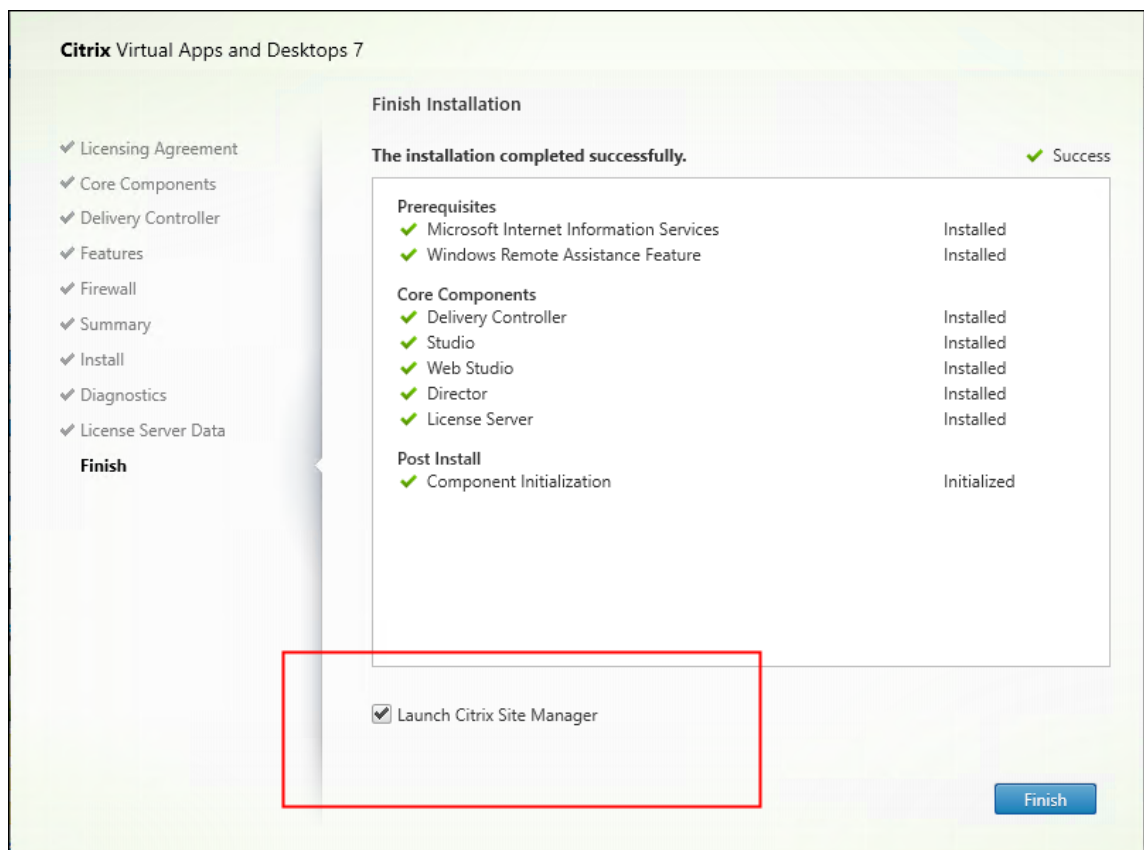 Citrix Virtual Apps and Desktops 7
Licensing Agreement
Core Components
Delivery Controller
Features
Firewall
Summary
Install
Diagnostics
License Server Data
Finish
Finish Installation
The installation completed successfully. Success
Prerequisites
Microsoft Internet Information Services Installed
Windows Remote Assistance Feature Installed
Core Components
Delivery Controller Installed
Studio Installed
Web Studio Installed
Director Installed
License Server Installed
Post Install
Component Initialization Initialized
Launch Citrix Site Manager
Finish